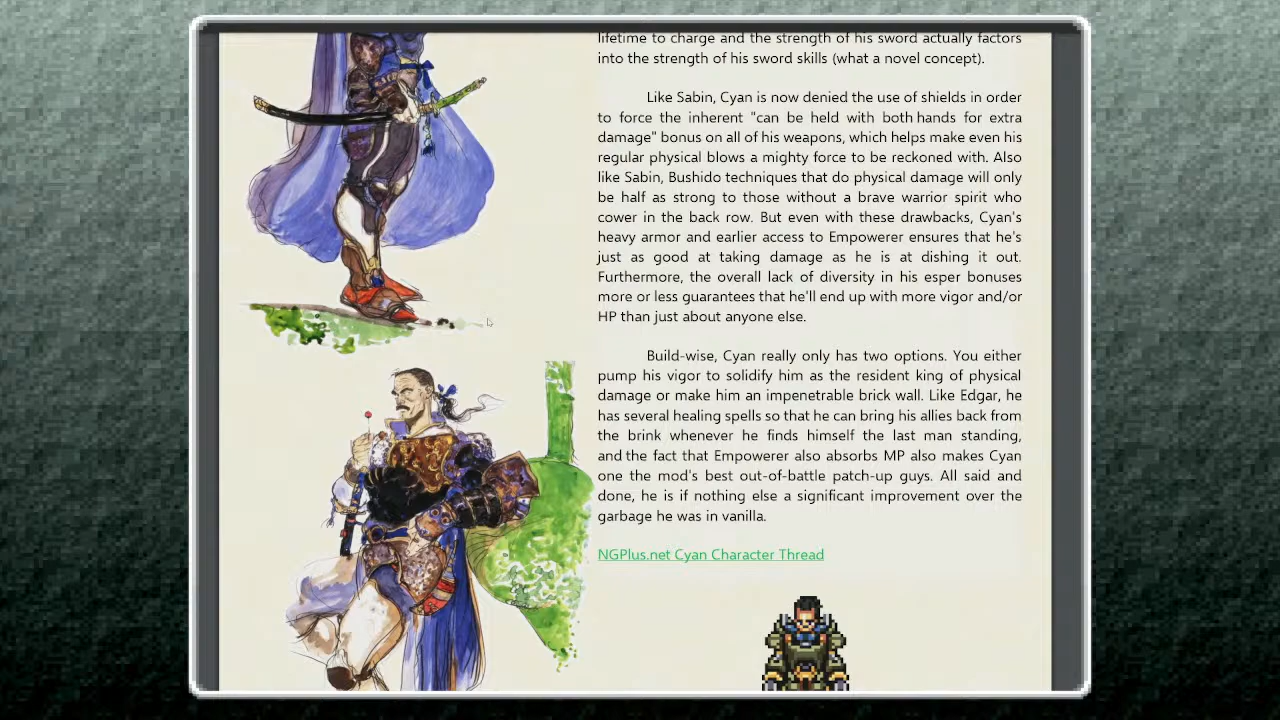 lifetime to charge and the strength of his sword actually factors
into the strength of his sword skills (what a novel concept).
Like Sabin, Cyan is now denied the use of shields in order
to force the inherent "can be held with both hands for extra
damage" bonus on all of his weapons, which helps make even his
regular physical blows a mighty force to be reckoned with. Also
like Sabin, Bushido techniques that do physical damage will only
be half as strong to those without a brave warrior spirit who
cower in the back row. But even with these drawbacks, Cyan's
heavy armor and earlier access to Empowerer ensures that he's
just as good at taking damage as he is at dishing it out.
Furthermore, the overall lack of diversity in his esper bonuses
more or less guarantees that he'll end up with more vigor and/or
HP than just about anyone else.
Build-wise, Cyan really only has two options. You either
pump his vigor to solidify him as the resident king of physical
damage or make him an impenetrable brick wall. Like Edgar, he
has several healing spells so that he can bring his allies back from
the brink whenever he finds himself the last man standing,
and the fact that Empowerer also absorbs MP also makes Cyan
one the mod's best out-of-battle patch-up guys. All said and
done, he is if nothing else a significant improvement over the
garbage he was in vanilla.
NGPlus.net Cyan Character Thread